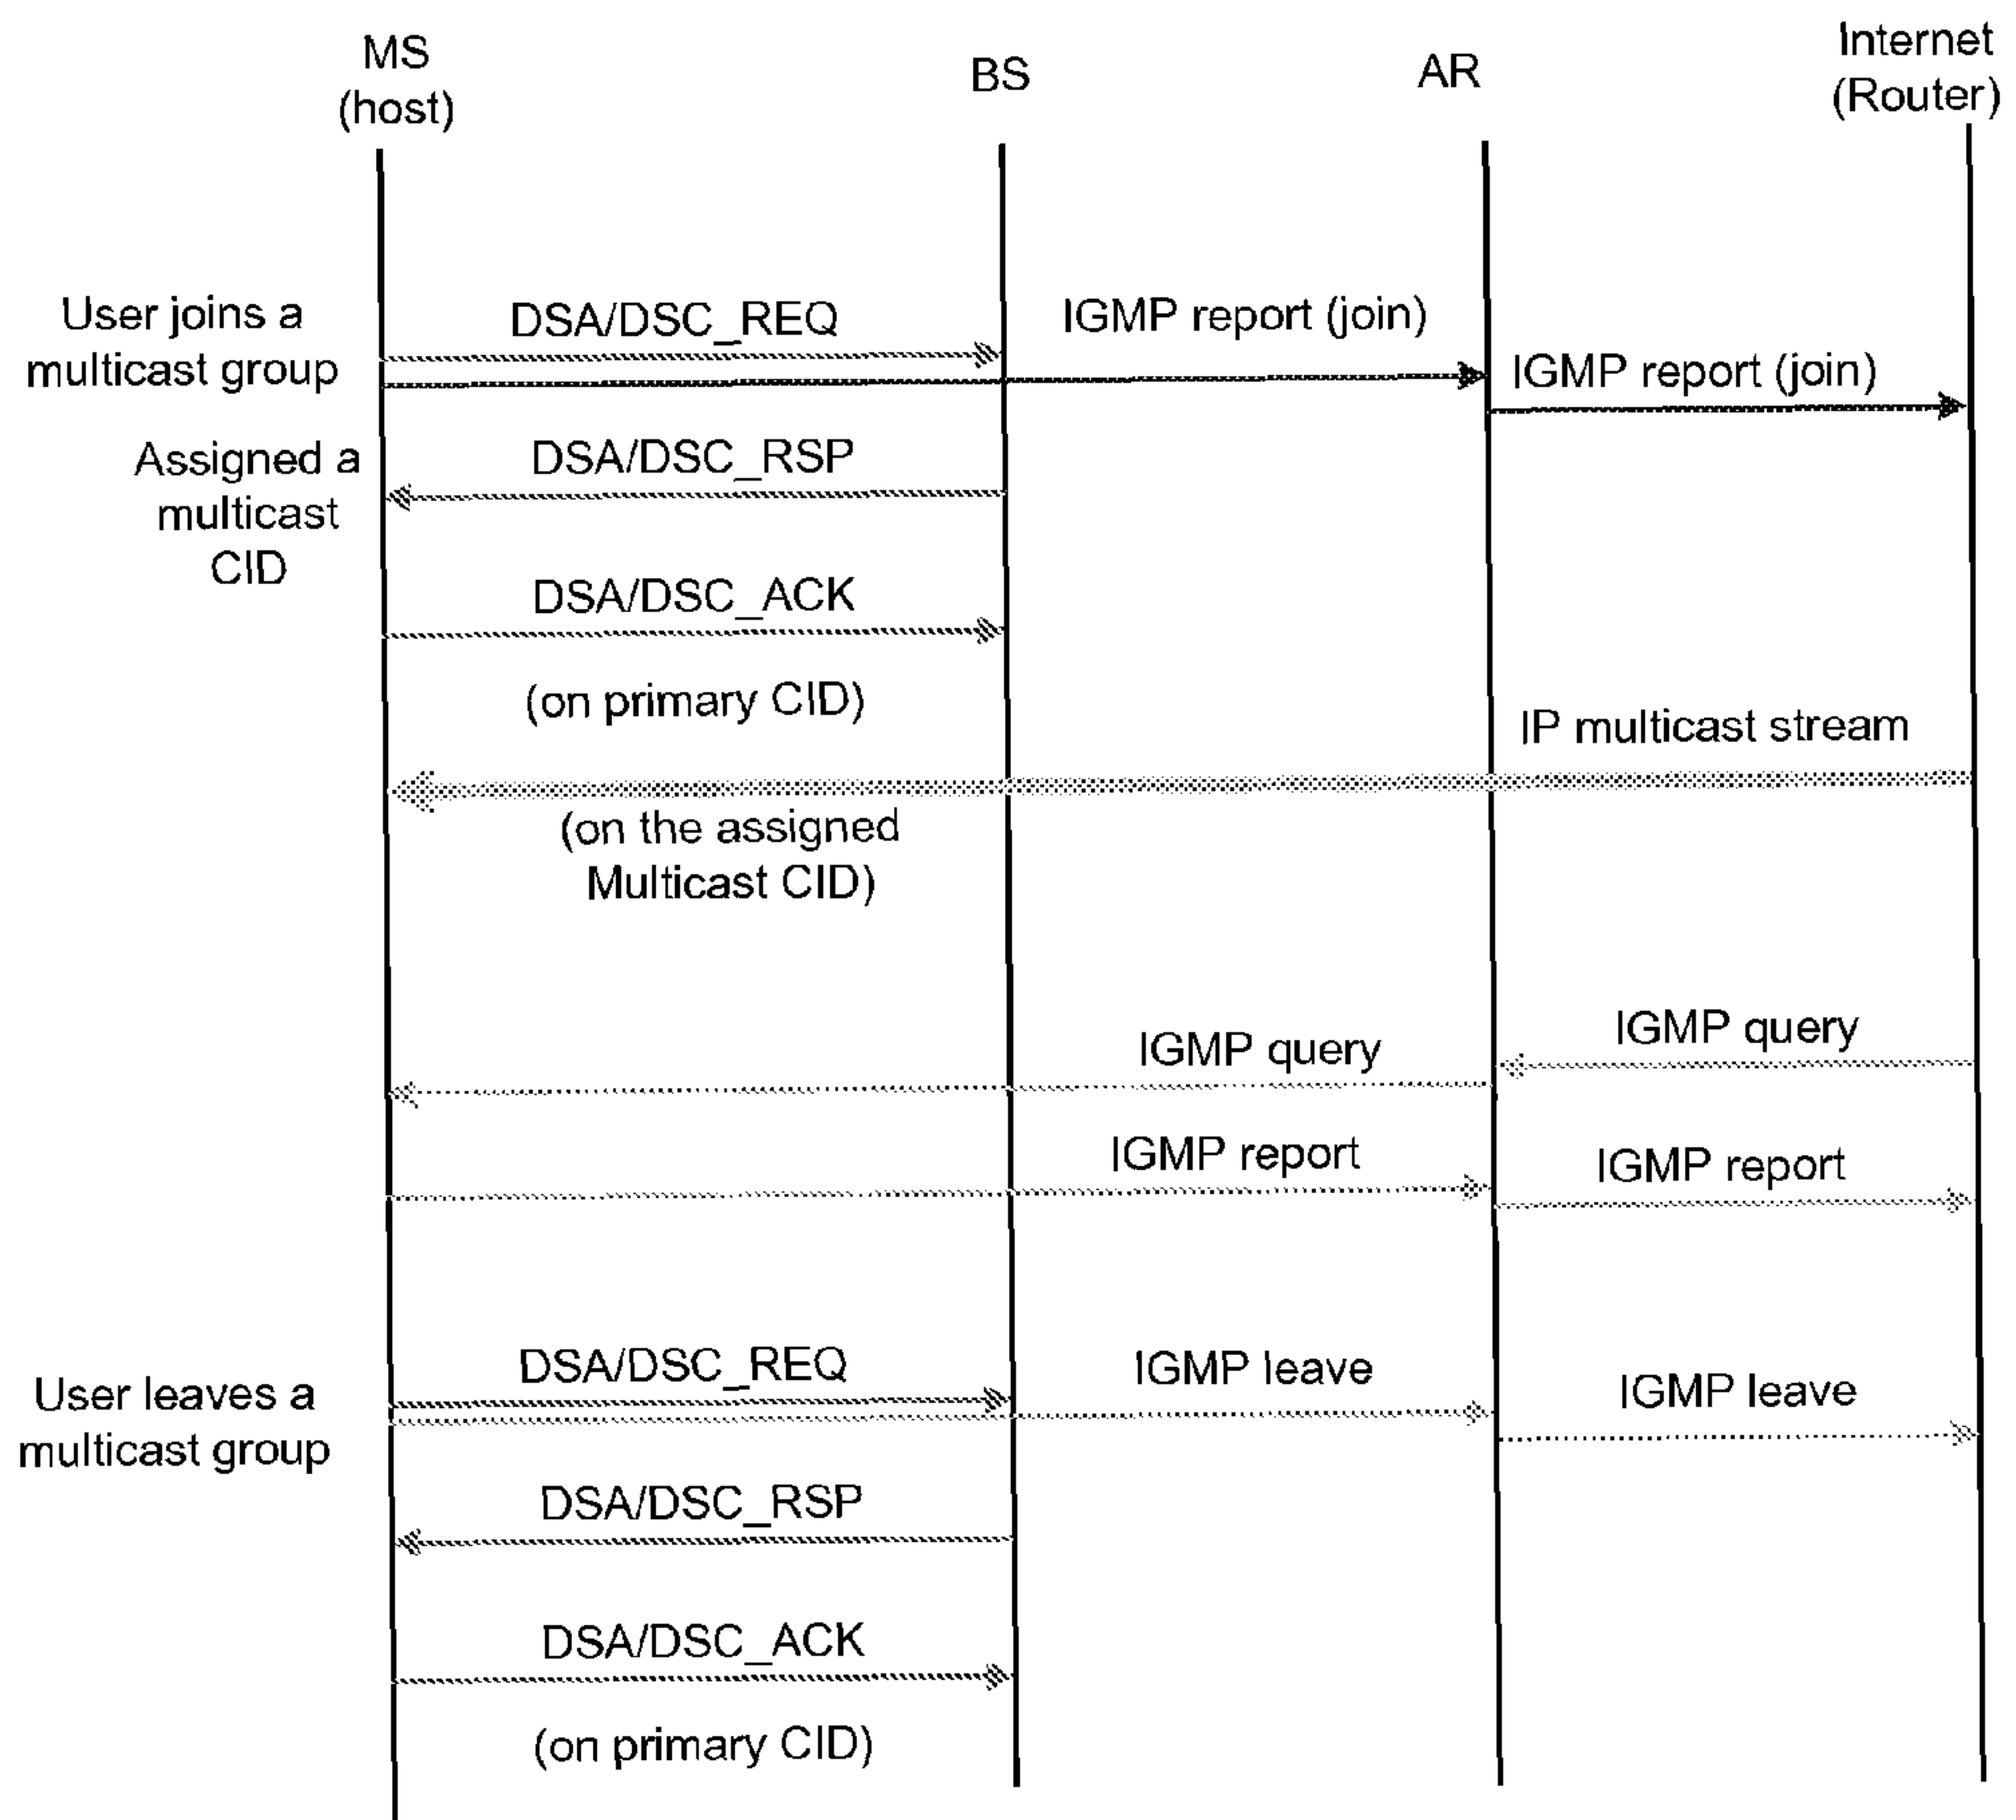 MS
(host)
BS
AR
Internet
(Router)
User joins a
multicast group
DSA/DSC_REQ
IGMP report (join)
IGMP report (join)
Assigned a
multicast
CID
DSA/DSC_RSP
DSA/DSC_ACK
(on primary CID)
IP multicast stream
(on the assigned
Multicast CID)
IGMP query
IGMP query
IGMP report
IGMP report
User leaves a
multicast group
DSA/DSC_REQ
IGMP leave
IGMP leave
DSA/DSC_RSP
DSA/DSC_ACK
(on primary CID)